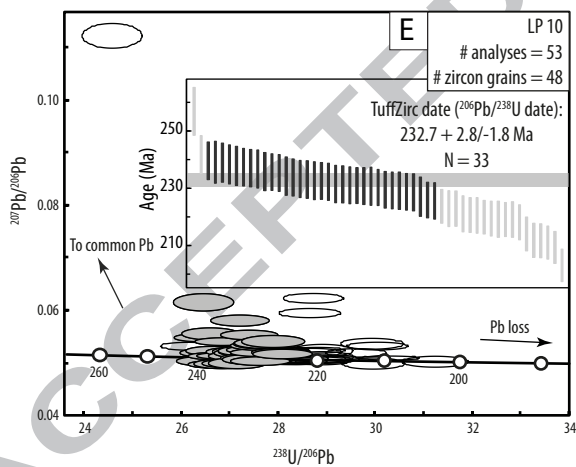 E
LP 10
# analyses = 53
# zircon grains = 48
TuffZirc date (²⁰⁶Pb/²³⁸U date):
232.7 + 2.8/-1.8 Ma
N = 33
Age (Ma)
250
230
210
²⁰⁷Pb/²⁰⁶Pb
0.10
0.08
0.06
0.04
To common Pb
Pb loss
260
240
220
200
24
26
28
30
32
34
²³⁸U/²⁰⁶Pb
ACCEPTED